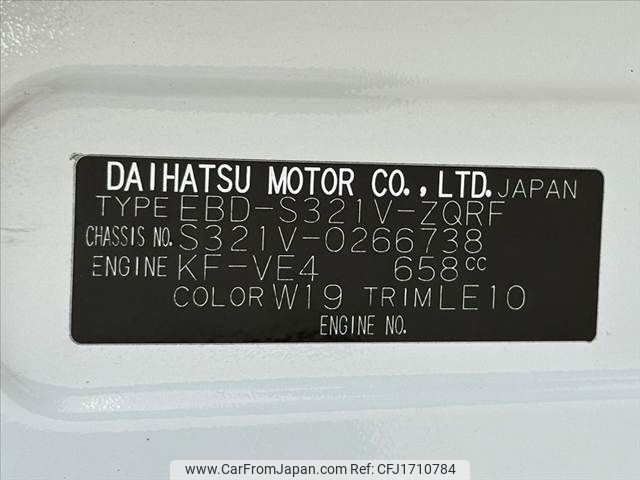 DAIHATSU MOTOR CO., LTD. JAPAN
TYPE EBD-S321V-ZQRF
CHASSIS NO. S321V-0266738
ENGINE KF-VE4 658cc
COLOR W19 TRIM LE10
ENGINE NO.
www.CarFromJapan.com - CFJ1710784